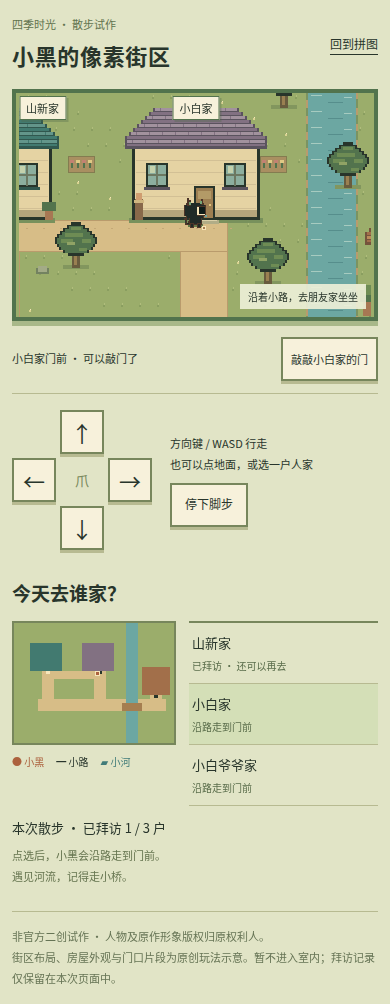 四季时光 · 散步试作
小黑的像素街区
回到拼图
山新家
小白家
沿着小路，去朋友家坐坐
小白家门前 · 可以敲门了
敲敲小白家的门
↑
← 爪 →
↓
方向键 / WASD 行走
也可以点地面，或选一户人家
停下脚步
今天去谁家？
山新家
已拜访 · 还可以再去
小白家
沿路走到门前
小白爷爷家
沿路走到门前
小黑 小路 小河
本次散步 · 已拜访 1 / 3 户
点选后，小黑会沿路走到门前。
遇见河流，记得走小桥。
非官方二创试作 · 人物及原作形象版权归原权利人。
街区布局、房屋外观与门口片段为原创玩法示意。暂不进入室内；拜访记录
仅保留在本次页面中。